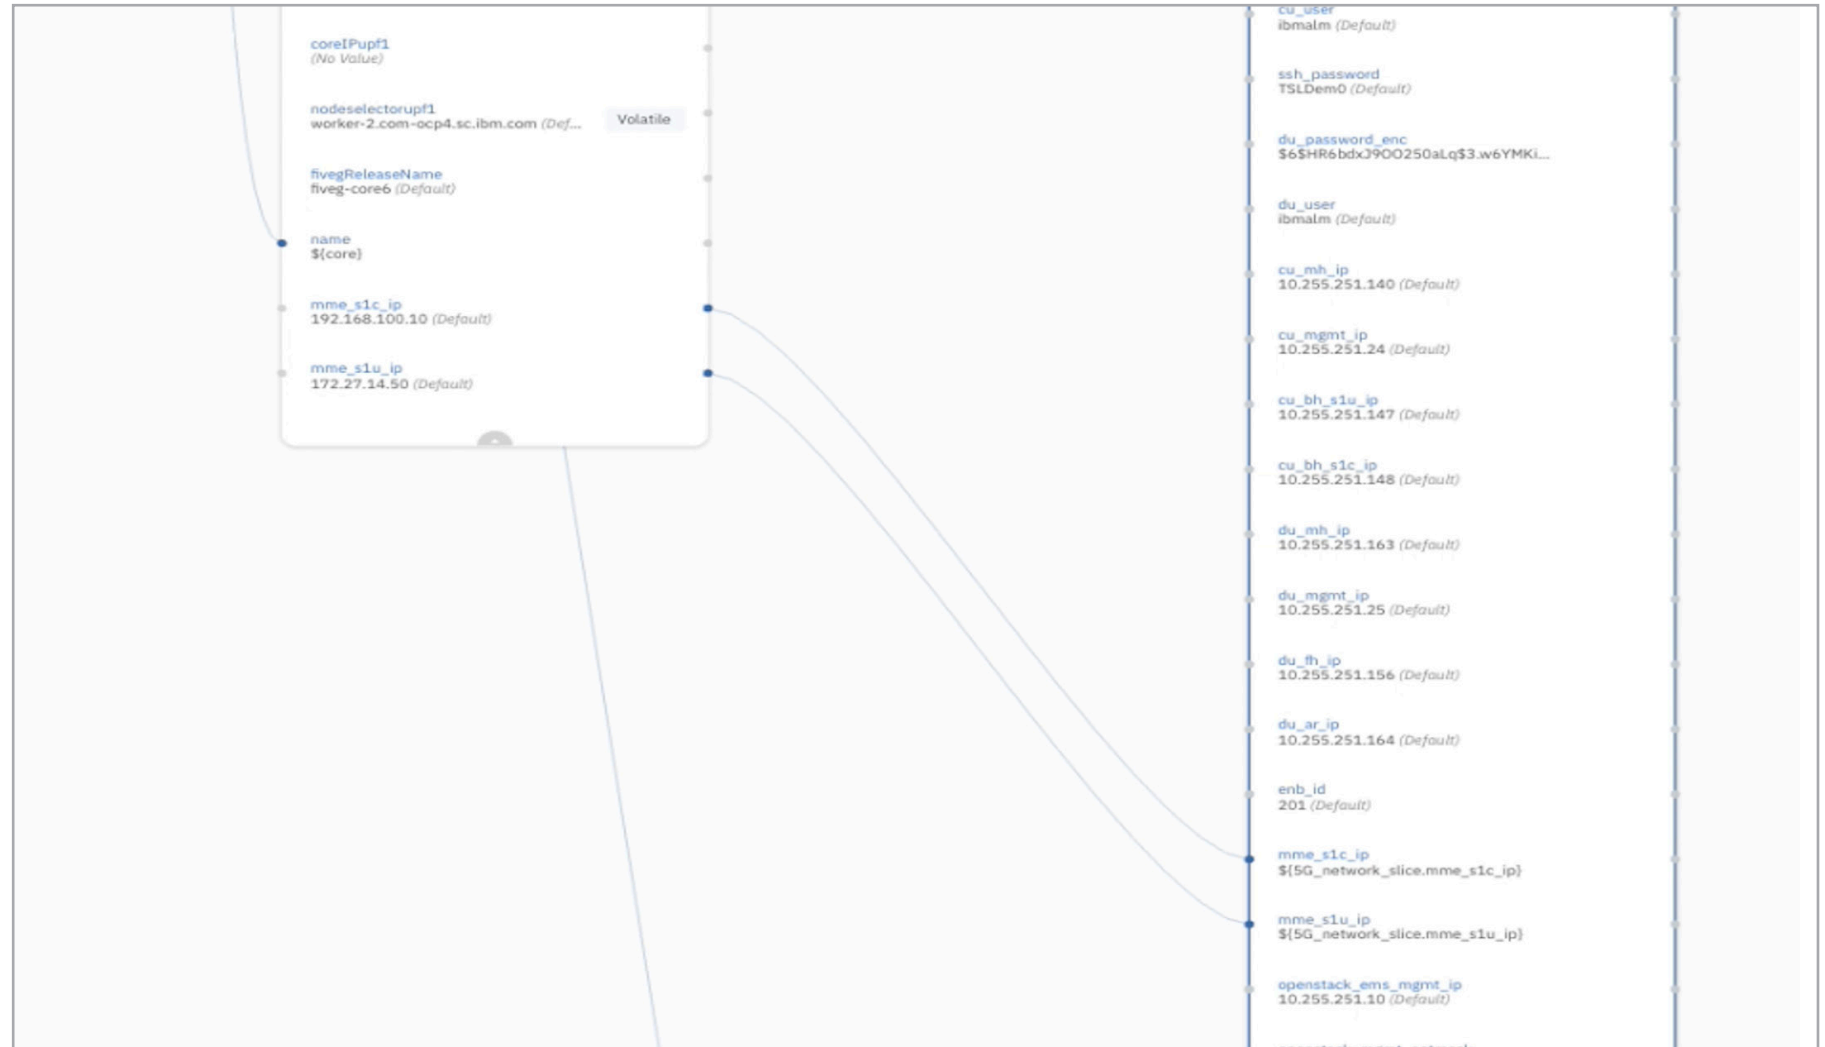 coreIPupf1
(No Value)
nodeselectorupf1
worker-2.com-ocp4.sc.ibm.com (Def...
Volatile
fivegReleaseName
fiveg-core6 (Default)
name
${core}
mme_s1c_ip
192.168.100.10 (Default)
mme_s1u_ip
172.27.14.50 (Default)
cu_user
ibmalm (Default)
ssh_password
TSLDem0 (Default)
du_password_enc
$6$HR6bdxJ9OO250aLq$3.w6YMKi...
du_user
ibmalm (Default)
cu_mh_ip
10.255.251.140 (Default)
cu_mgmt_ip
10.255.251.24 (Default)
cu_bh_s1u_ip
10.255.251.147 (Default)
cu_bh_s1c_ip
10.255.251.148 (Default)
du_mh_ip
10.255.251.163 (Default)
du_mgmt_ip
10.255.251.25 (Default)
du_fh_ip
10.255.251.156 (Default)
du_ar_ip
10.255.251.164 (Default)
enb_id
201 (Default)
mme_s1c_ip
${5G_network_slice.mme_s1c_ip}
mme_s1u_ip
${5G_network_slice.mme_s1u_ip}
openstack_ems_mgmt_ip
10.255.251.10 (Default)